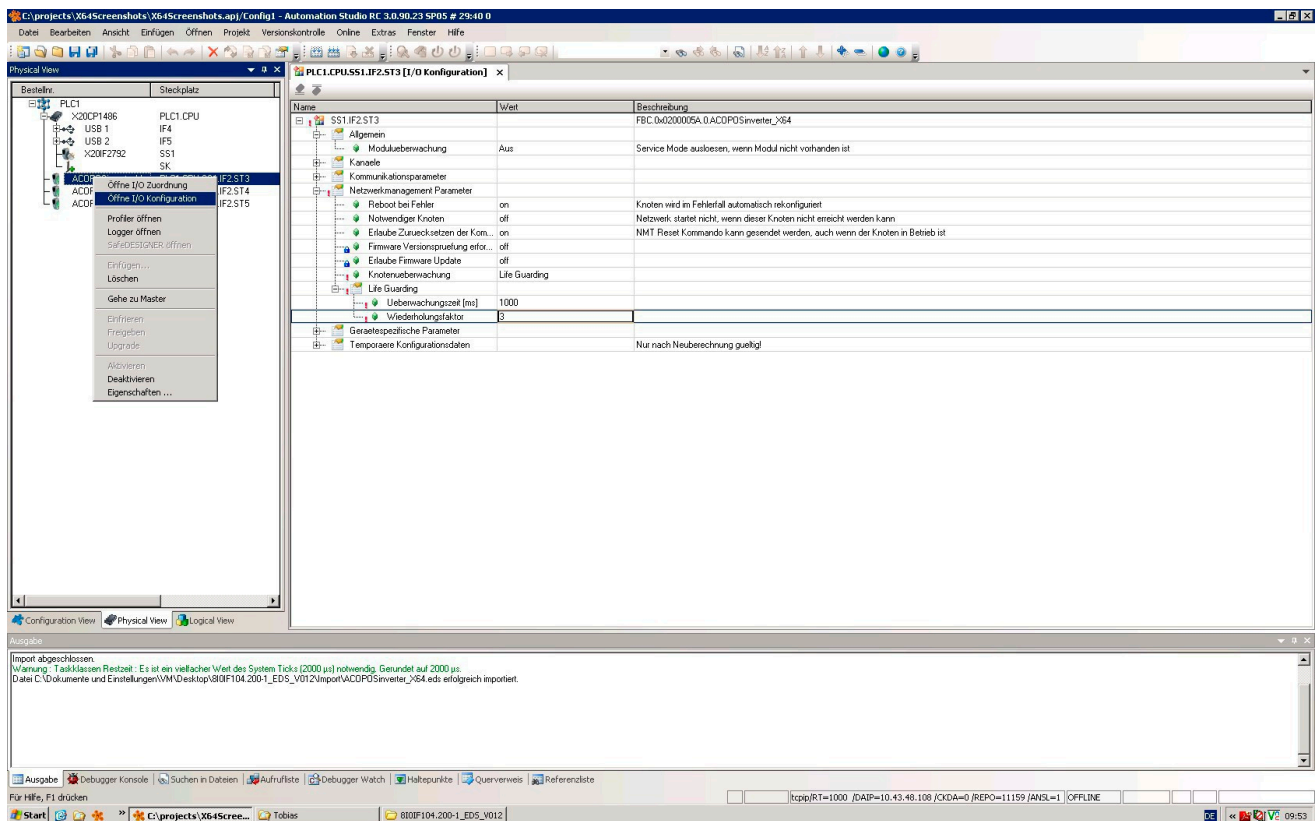 C:\projects\X64Screenshots\X64Screenshots.apj/Config1 - Automation Studio RC 3.0.90.23 SP05 # 29:40 0
Datei Bearbeiten Ansicht Einfügen Öffnen Projekt Versionskontrolle Online Extras Fenster Hilfe
Physical View
PLC1.CPU.SS1.IF2.ST3 [I/O Konfiguration]
Bestellnr. Steckplatz
PLC1
X20CP1486 PLC1.CPU
USB 1 IF4
USB 2 IF5
X20IF2792 SS1
SK
IF2.ST3
ACOF IF2.ST4
ACOF IF2.ST5
Öffne I/O Zuordnung
Öffne I/O Konfiguration
Profiler öffnen
Logger öffnen
SafeDESIGNER öffnen
Einfügen...
Löschen
Gehe zu Master
Einfrieren
Freigeben
Upgrade
Aktivieren
Deaktivieren
Eigenschaften ...
Name Wert Beschreibung
SS1.IF2.ST3 FBC.0x0200005A.0.ACOPOSinverter_X64
Allgemein
Modulueberwachung Aus Service Mode ausloesen, wenn Modul nicht vorhanden ist
Kanaele
Kommunikationsparameter
Netzwerkmanagement Parameter
Reboot bei Fehler on Knoten wird im Fehlerfall automatisch rekonfiguriert
Notwendiger Knoten off Netzwerk startet nicht, wenn dieser Knoten nicht erreicht werden kann
Erlaube Zuruecksetzen der Kom... on NMT Reset Kommando kann gesendet werden, auch wenn der Knoten in Betrieb ist
Firmware Versionspruefung erfor... off
Erlaube Firmware Update off
Knotenueberwachung Life Guarding
Life Guarding
Ueberwachungszeit [ms] 1000
Wiederholungsfaktor 3
Geraetespezifische Parameter
Temporaere Konfigurationsdaten Nur nach Neuberechnung gueltig!
Configuration View Physical View Logical View
Ausgabe
Import abgeschlossen.
Warnung : Taskklassen Restzeit : Es ist ein vielfacher Wert des System Ticks (2000 µs) notwendig. Gerundet auf 2000 µs.
Datei C:\Dokumente und Einstellungen\VM\Desktop\8I0IF104.200-1_EDS_V012\Import\ACOPOSinverter_X64.eds erfolgreich importiert.
Ausgabe Debugger Konsole Suchen in Dateien Aufrufliste Debugger Watch Haltepunkte Querverweis Referenzliste
Für Hilfe, F1 drücken tcpip/RT=1000 /DAIP=10.43.48.108 /CKDA=0 /REPO=11159 /ANSL=1 OFFLINE
Start » C:\projects\X64Scree... Tobias 8I0IF104.200-1_EDS_V012 DE « 09:53